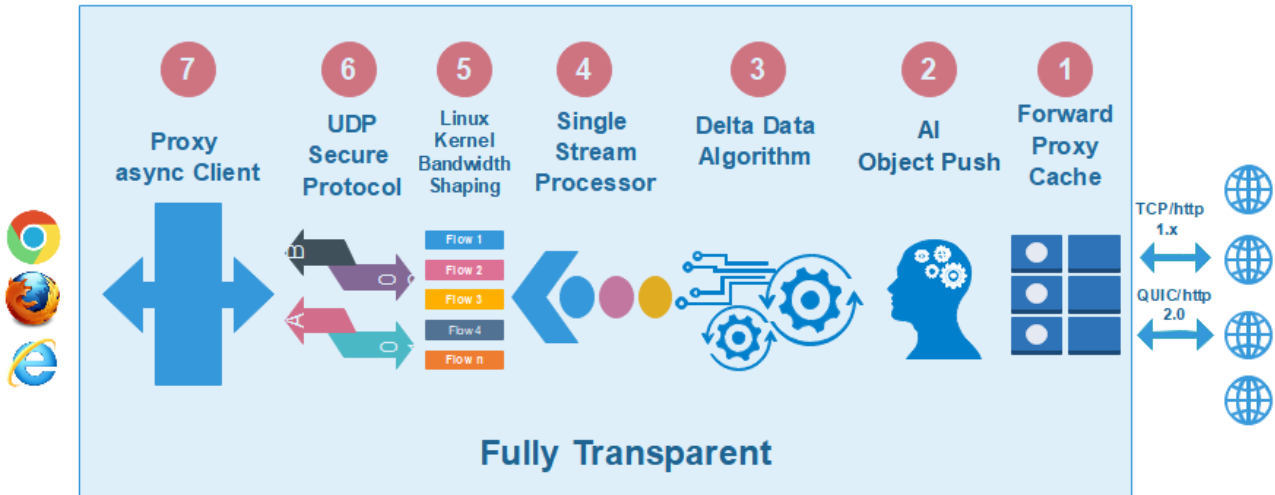 7
6
5
4
3
2
1
Proxy
async Client
UDP
Secure
Protocol
Linux
Kernel
Bandwidth
Shaping
Single
Stream
Processor
Delta Data
Algorithm
AI
Object Push
Forward
Proxy
Cache
B
O
A
O
Flow 1
Flow 2
Flow 3
Flow 4
Flow n
TCP/http
1.x
QUIC/http
2.0
Fully Transparent